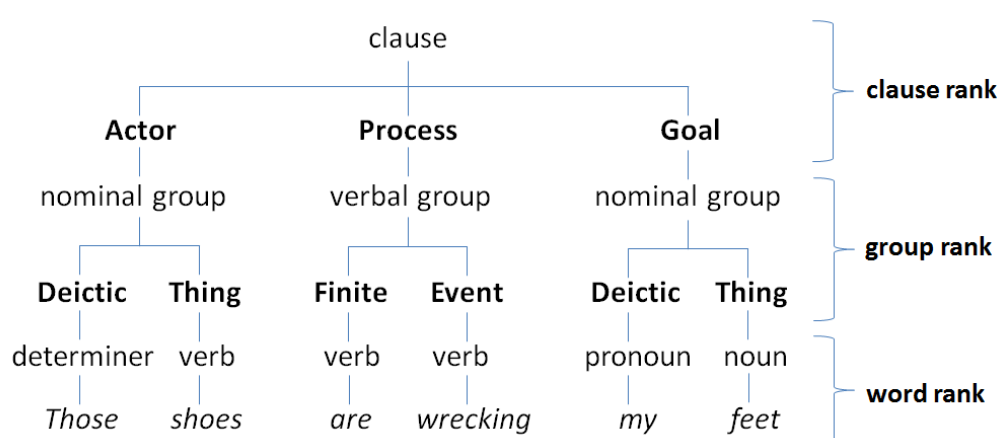 clause
clause rank
Actor Process Goal
nominal group verbal group nominal group
group rank
Deictic Thing Finite Event Deictic Thing
determiner verb verb verb pronoun noun
word rank
Those shoes are wrecking my feet